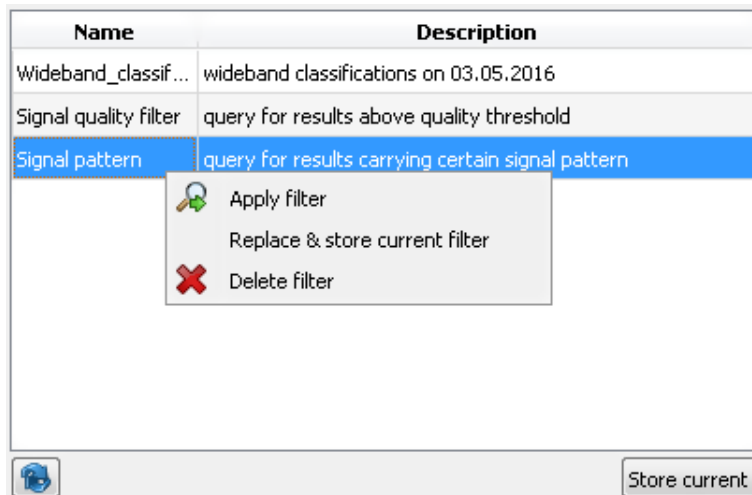 Name Description
Wideband_classif... wideband classifications on 03.05.2016
Signal quality filter query for results above quality threshold
Signal pattern query for results carrying certain signal pattern
Apply filter
Replace & store current filter
Delete filter
Store current